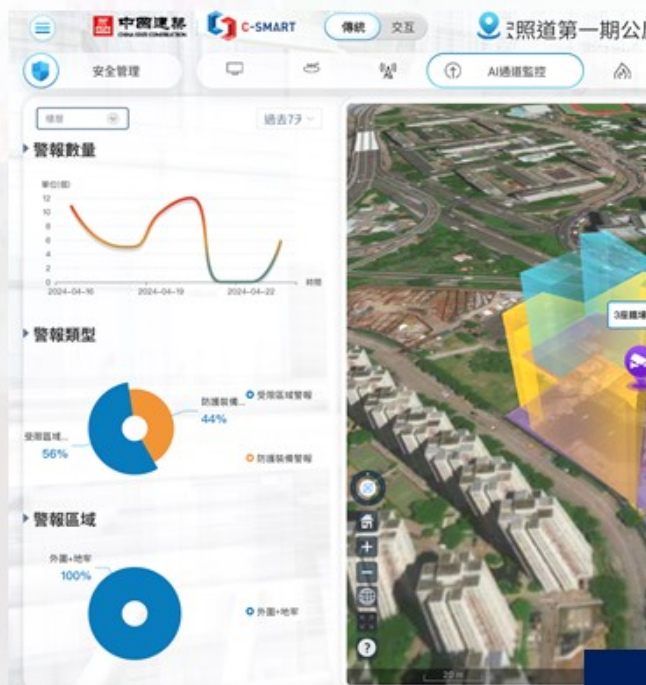 中國建築
CHINA STATE CONSTRUCTION
C-SMART
傳統
交互
照道第一期公
安全管理
AI通道監控
樓層
過去7天
警報數量
單位(個)
12
10
8
6
4
2
0
2024-04-16
2024-04-19
2024-04-22
時間
警報類型
防護裝備...
44%
受限區域警報
受限區域...
56%
防護裝備警報
警報區域
外圍+地牢
100%
外圍+地牢
3座
20 m